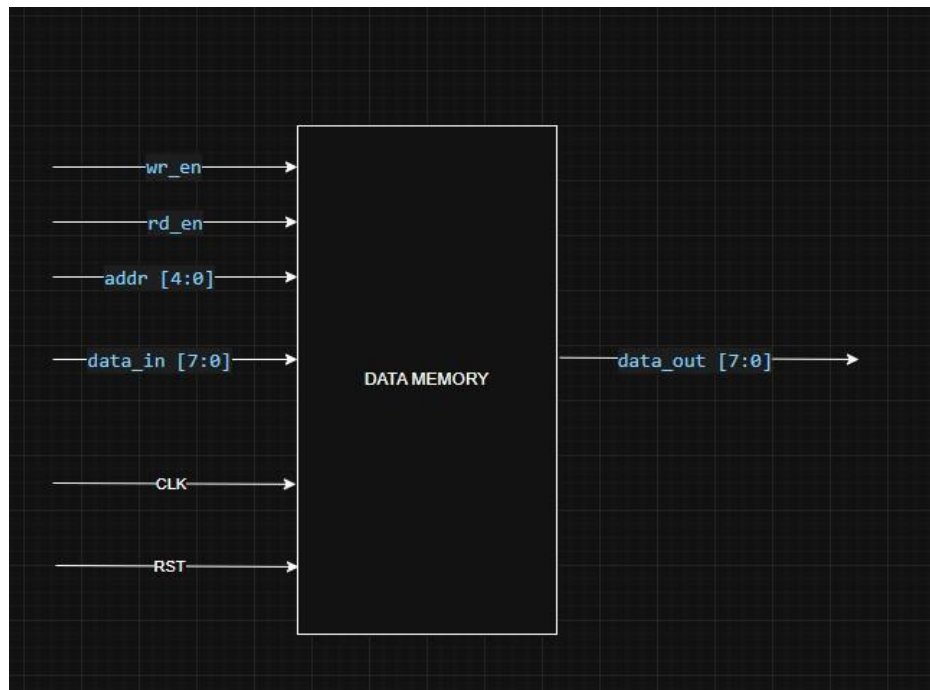 wr_en
rd_en
addr [4:0]
data_in [7:0]
data_out [7:0]
DATA MEMORY
CLK
RST